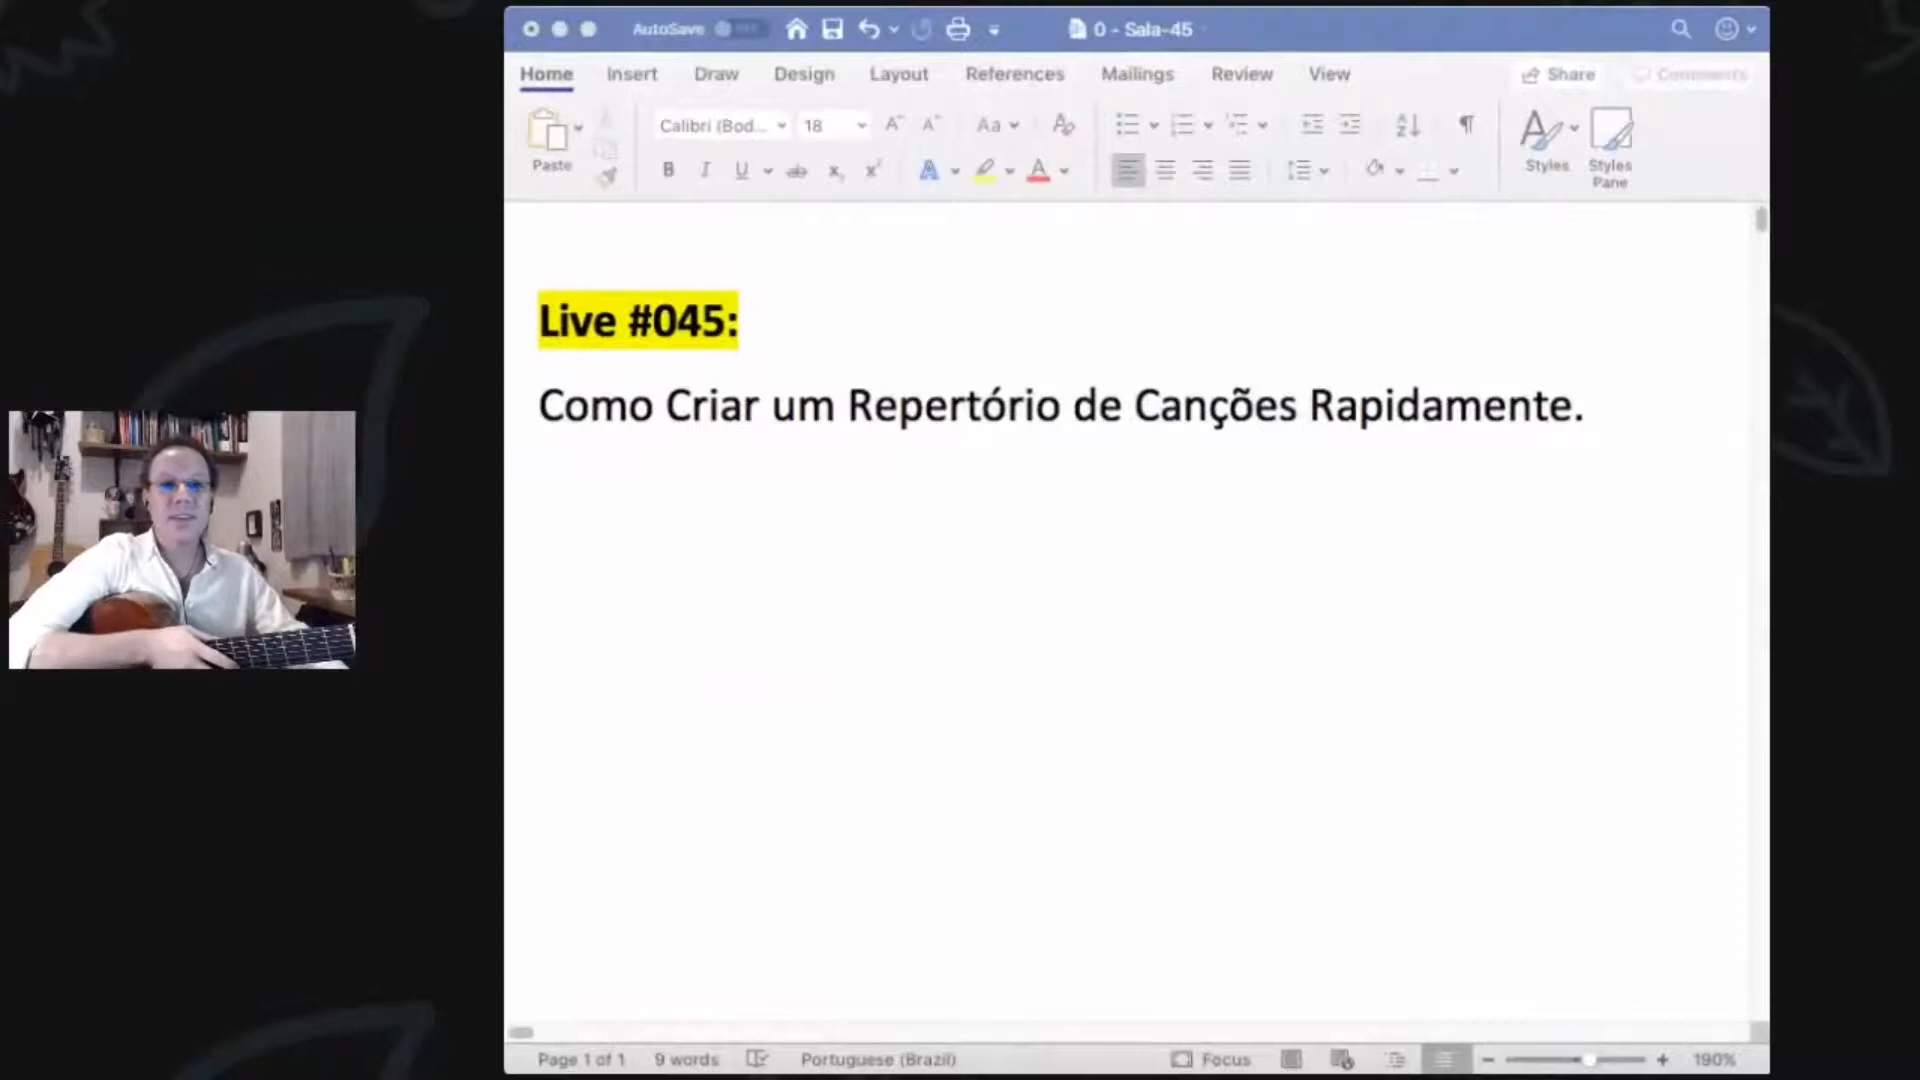 AutoSave
0 - Sala-45
Home Insert Draw Design Layout References Mailings Review View Share Comments
Paste
Calibri (Bod... 18
Styles
Styles Pane
Live #045:
Como Criar um Repertório de Canções Rapidamente.
Page 1 of 1 9 words Portuguese (Brazil) Focus 190%